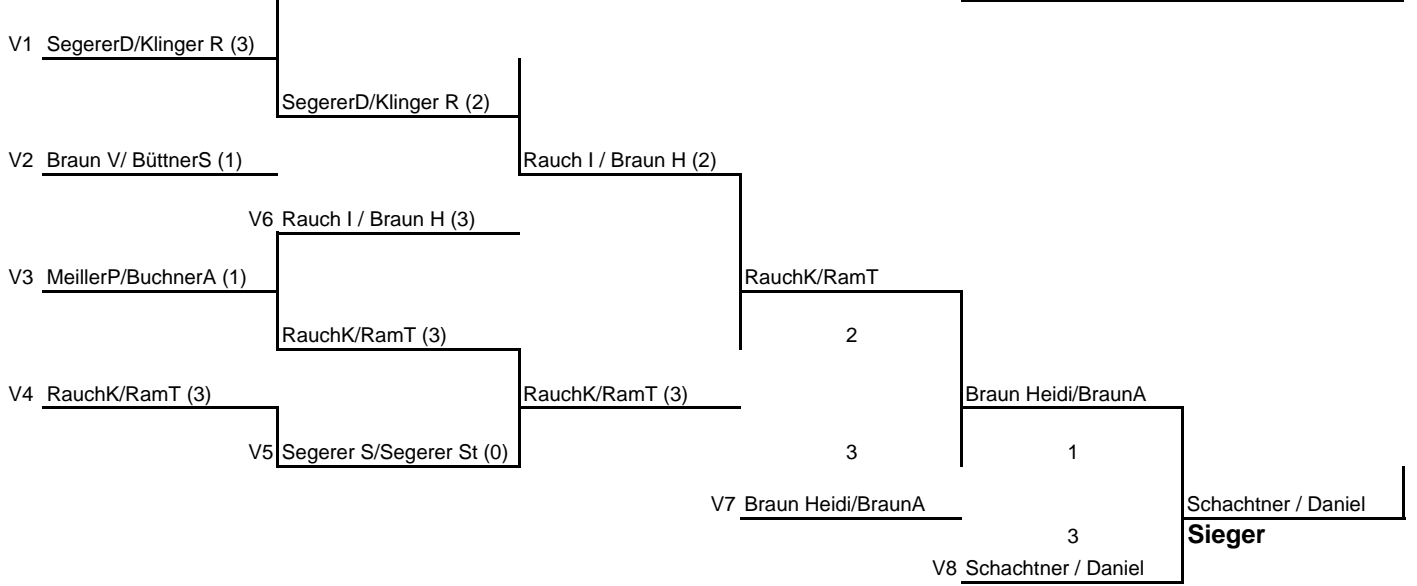 V1 SegererD/Klinger R (3)
SegererD/Klinger R (2)
V2 Braun V/ BüttnerS (1)
Rauch I / Braun H (2)
V6 Rauch I / Braun H (3)
V3 MeillerP/BuchnerA (1)
RauchK/RamT
RauchK/RamT (3)
2
V4 RauchK/RamT (3)
RauchK/RamT (3)
Braun Heidi/BraunA
V5 Segerer S/Segerer St (0)
3
1
V7 Braun Heidi/BraunA
Schachtner / Daniel
3
Sieger
V8 Schachtner / Daniel